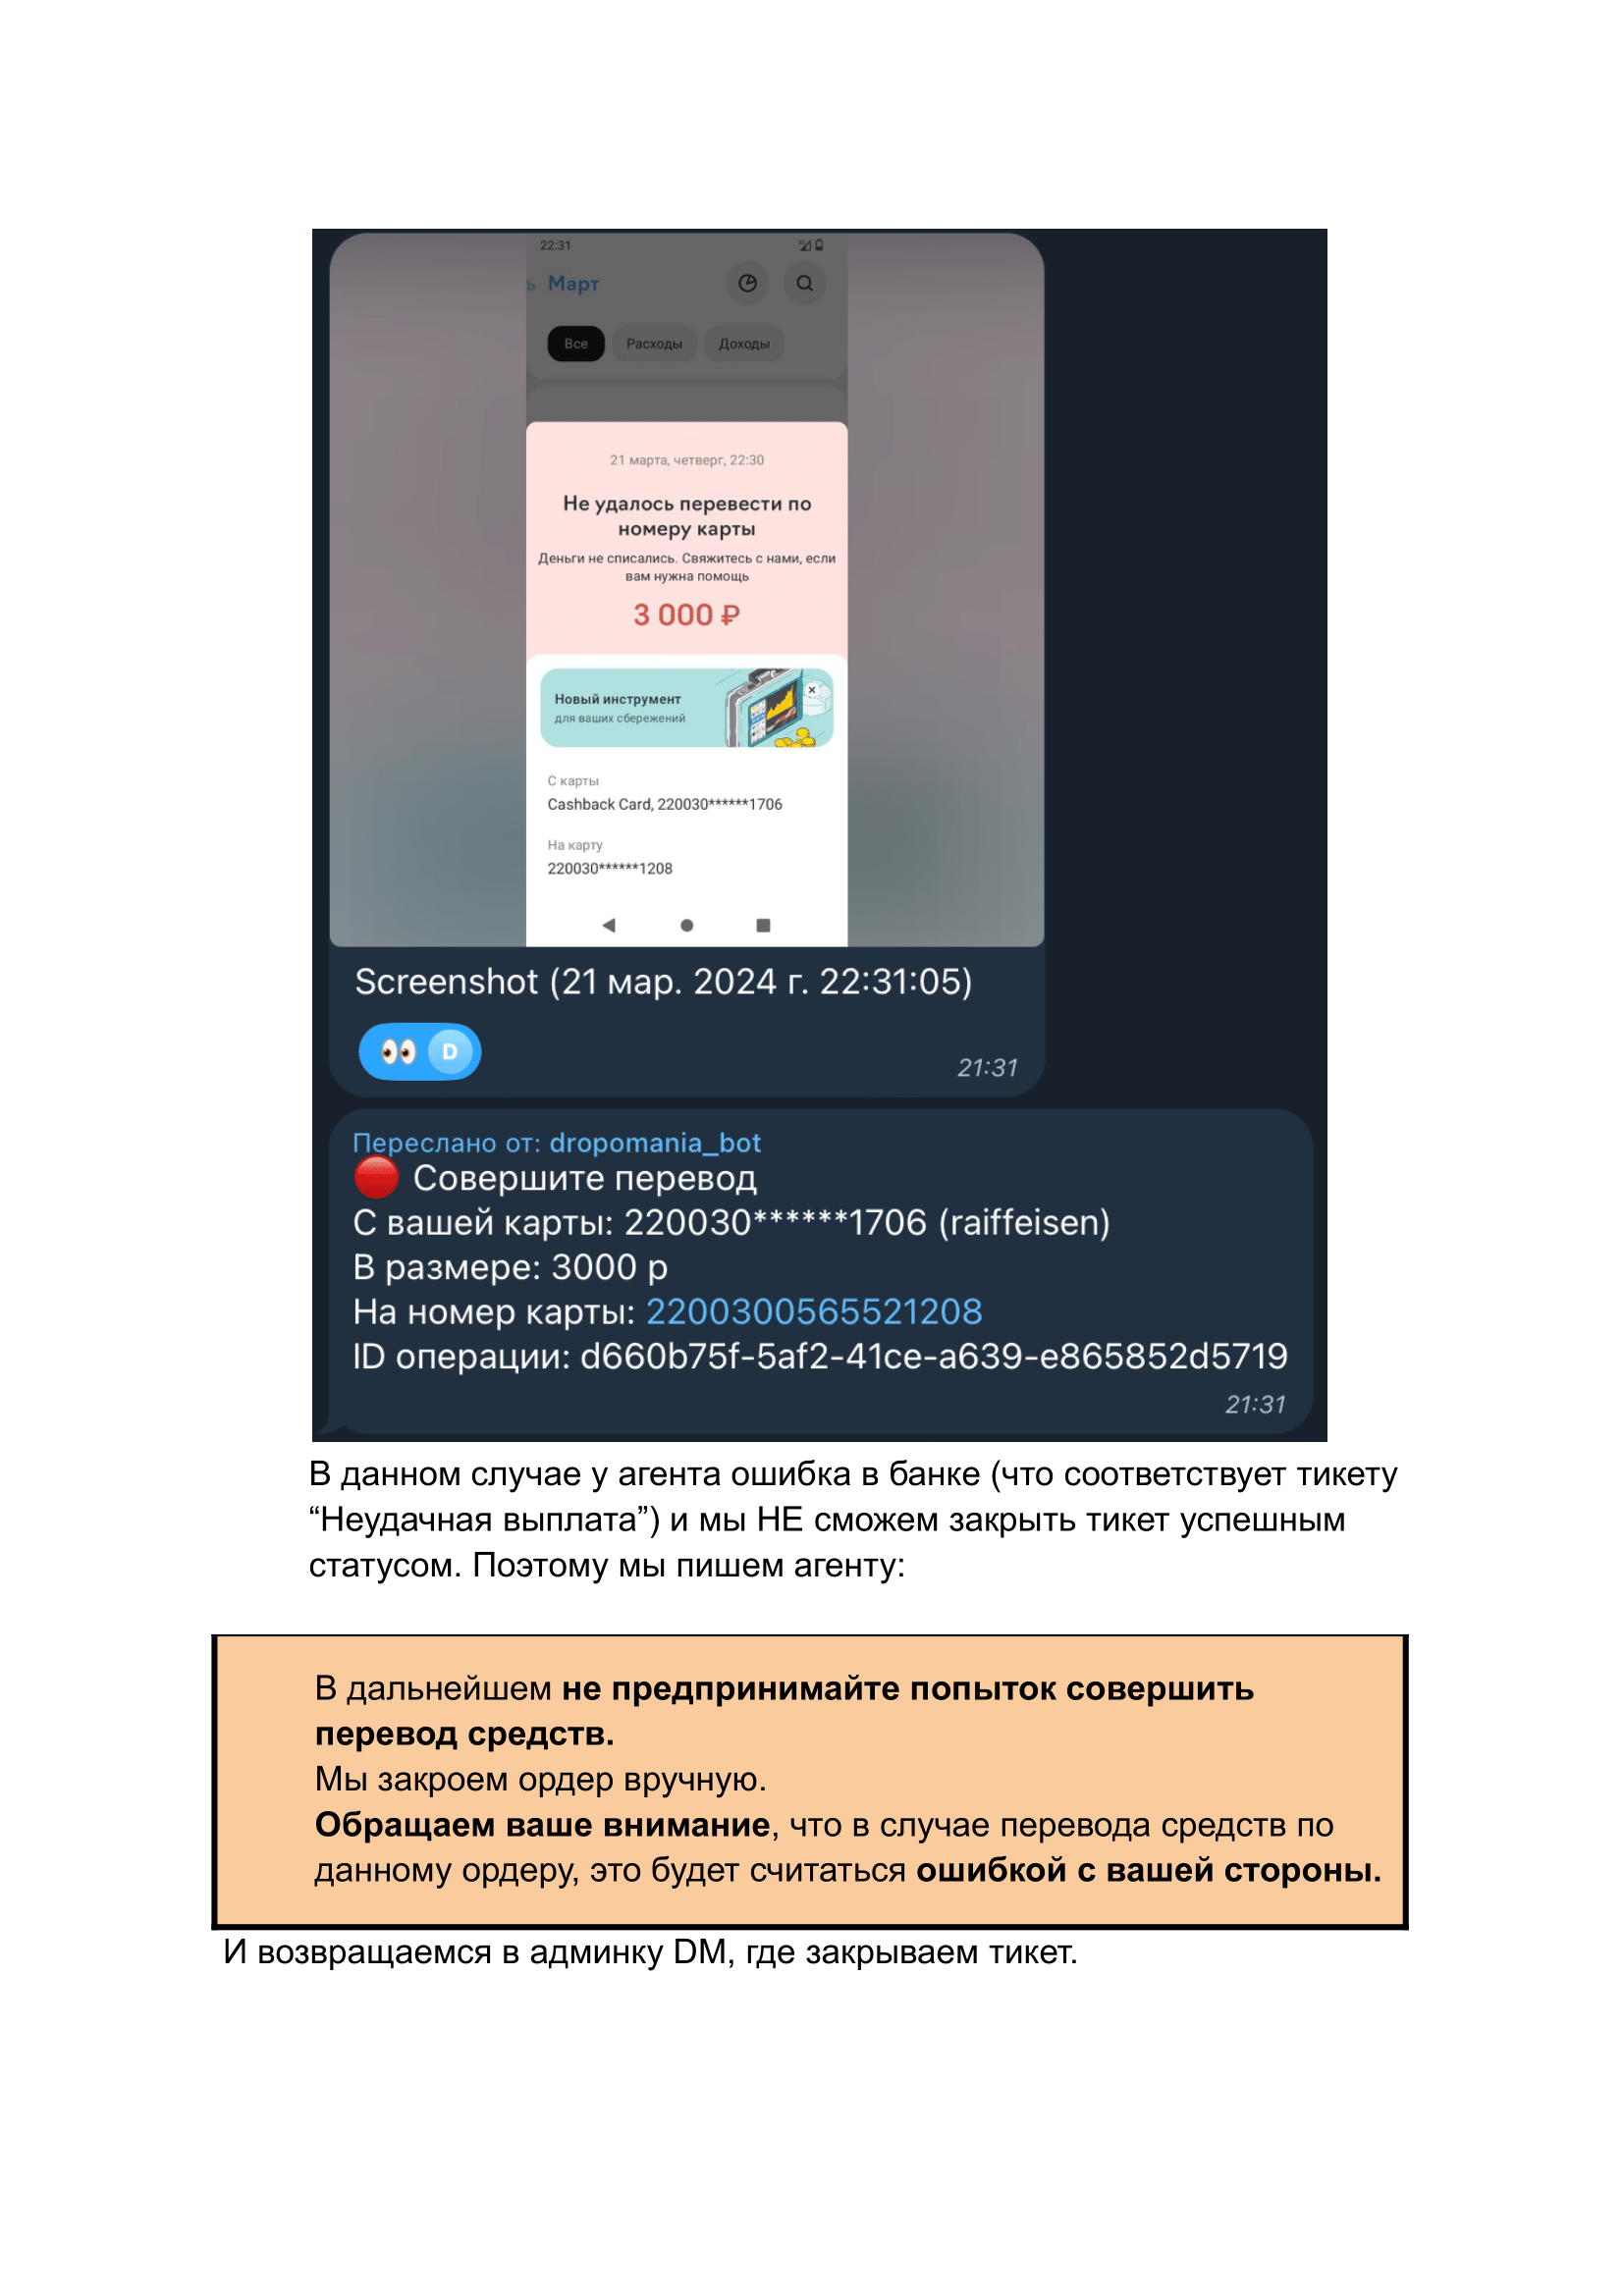 22:31
ь Март
Все Расходы Доходы
21 марта, четверг, 22:30
Не удалось перевести по
номеру карты
Деньги не списались. Свяжитесь с нами, если
вам нужна помощь
3 000 ₽
Новый инструмент
для ваших сбережений
С карты
Cashback Card, 220030******1706
На карту
220030******1208
Screenshot (21 мар. 2024 г. 22:31:05)
👀 D
21:31
Переслано от: dropomania_bot
🔴 Совершите перевод
С вашей карты: 220030******1706 (raiffeisen)
В размере: 3000 р
На номер карты: 2200300565521208
ID операции: d660b75f-5af2-41ce-a639-e865852d5719
21:31
В данном случае у агента ошибка в банке (что соответствует тикету
“Неудачная выплата”) и мы НЕ сможем закрыть тикет успешным
статусом. Поэтому мы пишем агенту:
В дальнейшем не предпринимайте попыток совершить
перевод средств.
Мы закроем ордер вручную.
Обращаем ваше внимание, что в случае перевода средств по
данному ордеру, это будет считаться ошибкой с вашей стороны.
И возвращаемся в админку DM, где закрываем тикет.